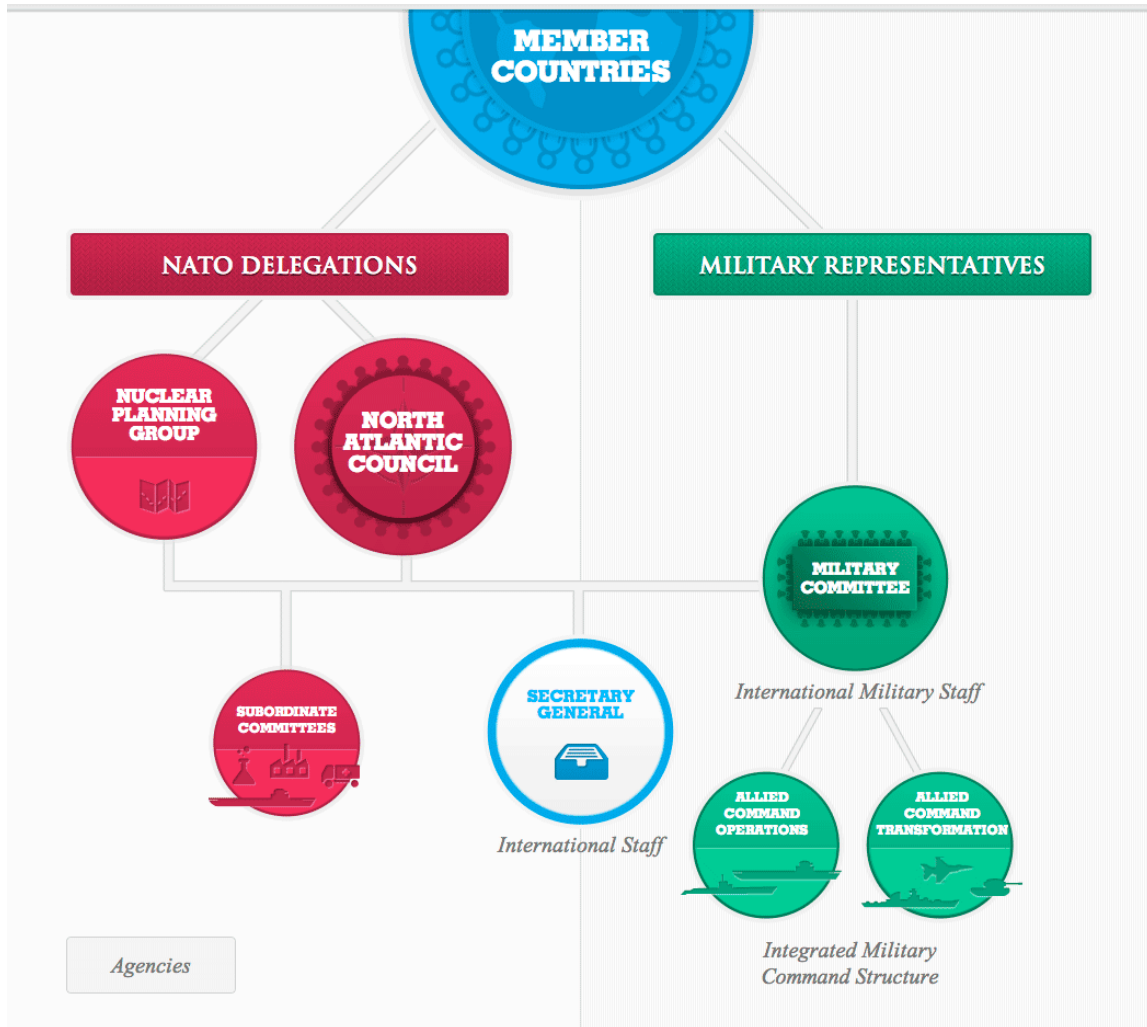 MEMBER
COUNTRIES
NATO DELEGATIONS
MILITARY REPRESENTATIVES
NUCLEAR
PLANNING
GROUP
NORTH
ATLANTIC
COUNCIL
MILITARY
COMMITTEE
International Military Staff
SUBORDINATE
COMMITTEES
SECRETARY
GENERAL
International Staff
ALLIED
COMMAND
OPERATIONS
ALLIED
COMMAND
TRANSFORMATION
Integrated Military
Command Structure
Agencies